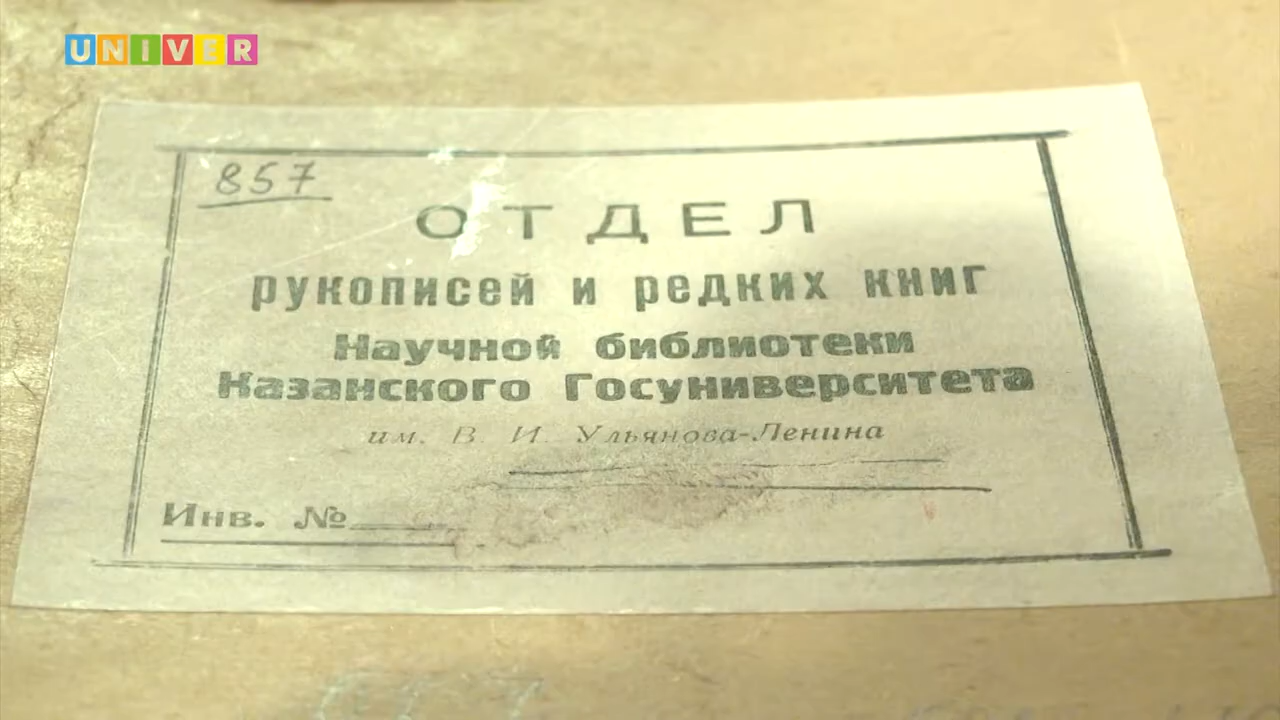 UNIVER
857
ОТДЕЛ
рукописей и редких книг
Научной библиотеки
Казанского Госуниверситета
им. В. И. Ульянова-Ленина
Инв. №